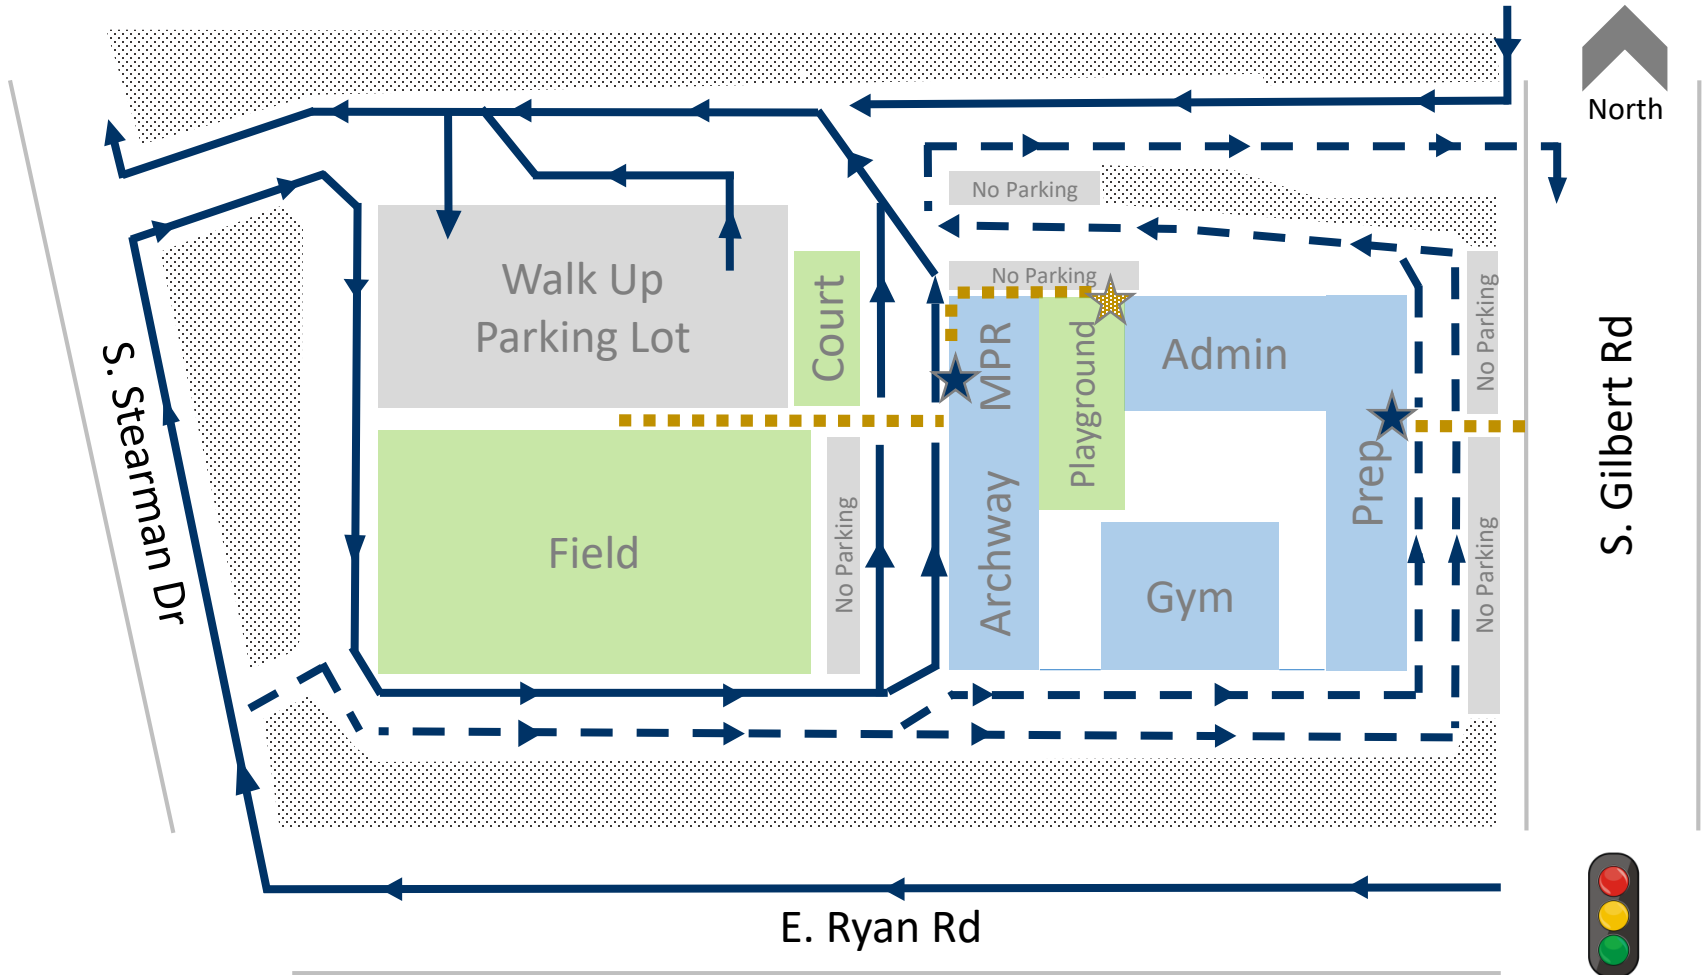 North
No Parking
No Parking
Walk Up
Parking Lot
Court
MPR
Playground
Admin
No Parking
S. Stearman Dr
S. Gilbert Rd
Field
No Parking
Archway
Gym
Prep
No Parking
E. Ryan Rd